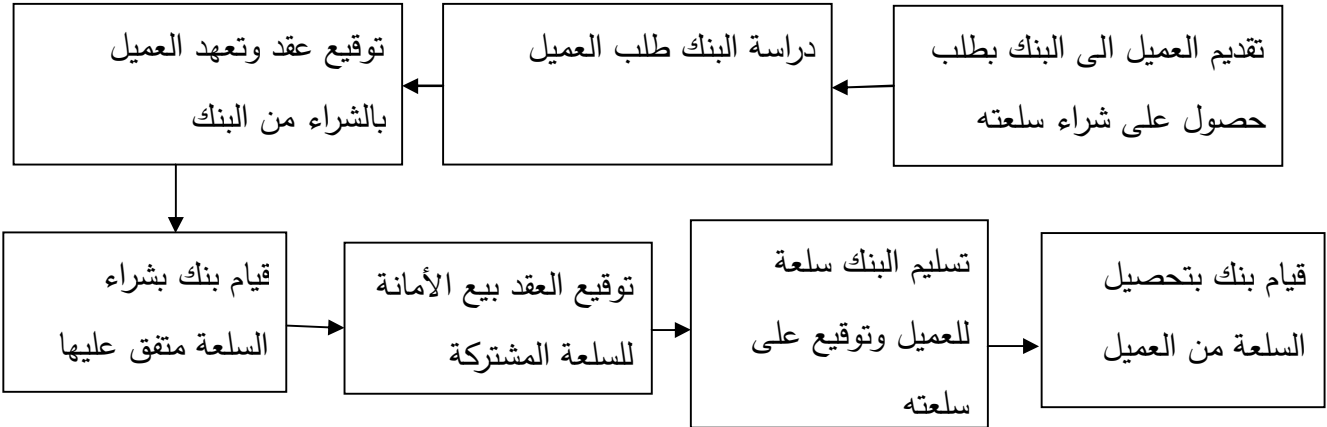 تقديم العميل الى البنك بطلب
حصول على شراء سلعته
دراسة البنك طلب العميل
توقيع عقد وتعهد العميل
بالشراء من البنك
قيام بنك بشراء
السلعة متفق عليها
توقيع العقد بيع الأمانة
للسلعة المشتركة
تسليم البنك سلعة
للعميل وتوقيع على
سلعته
قيام بنك بتحصيل
السلعة من العميل